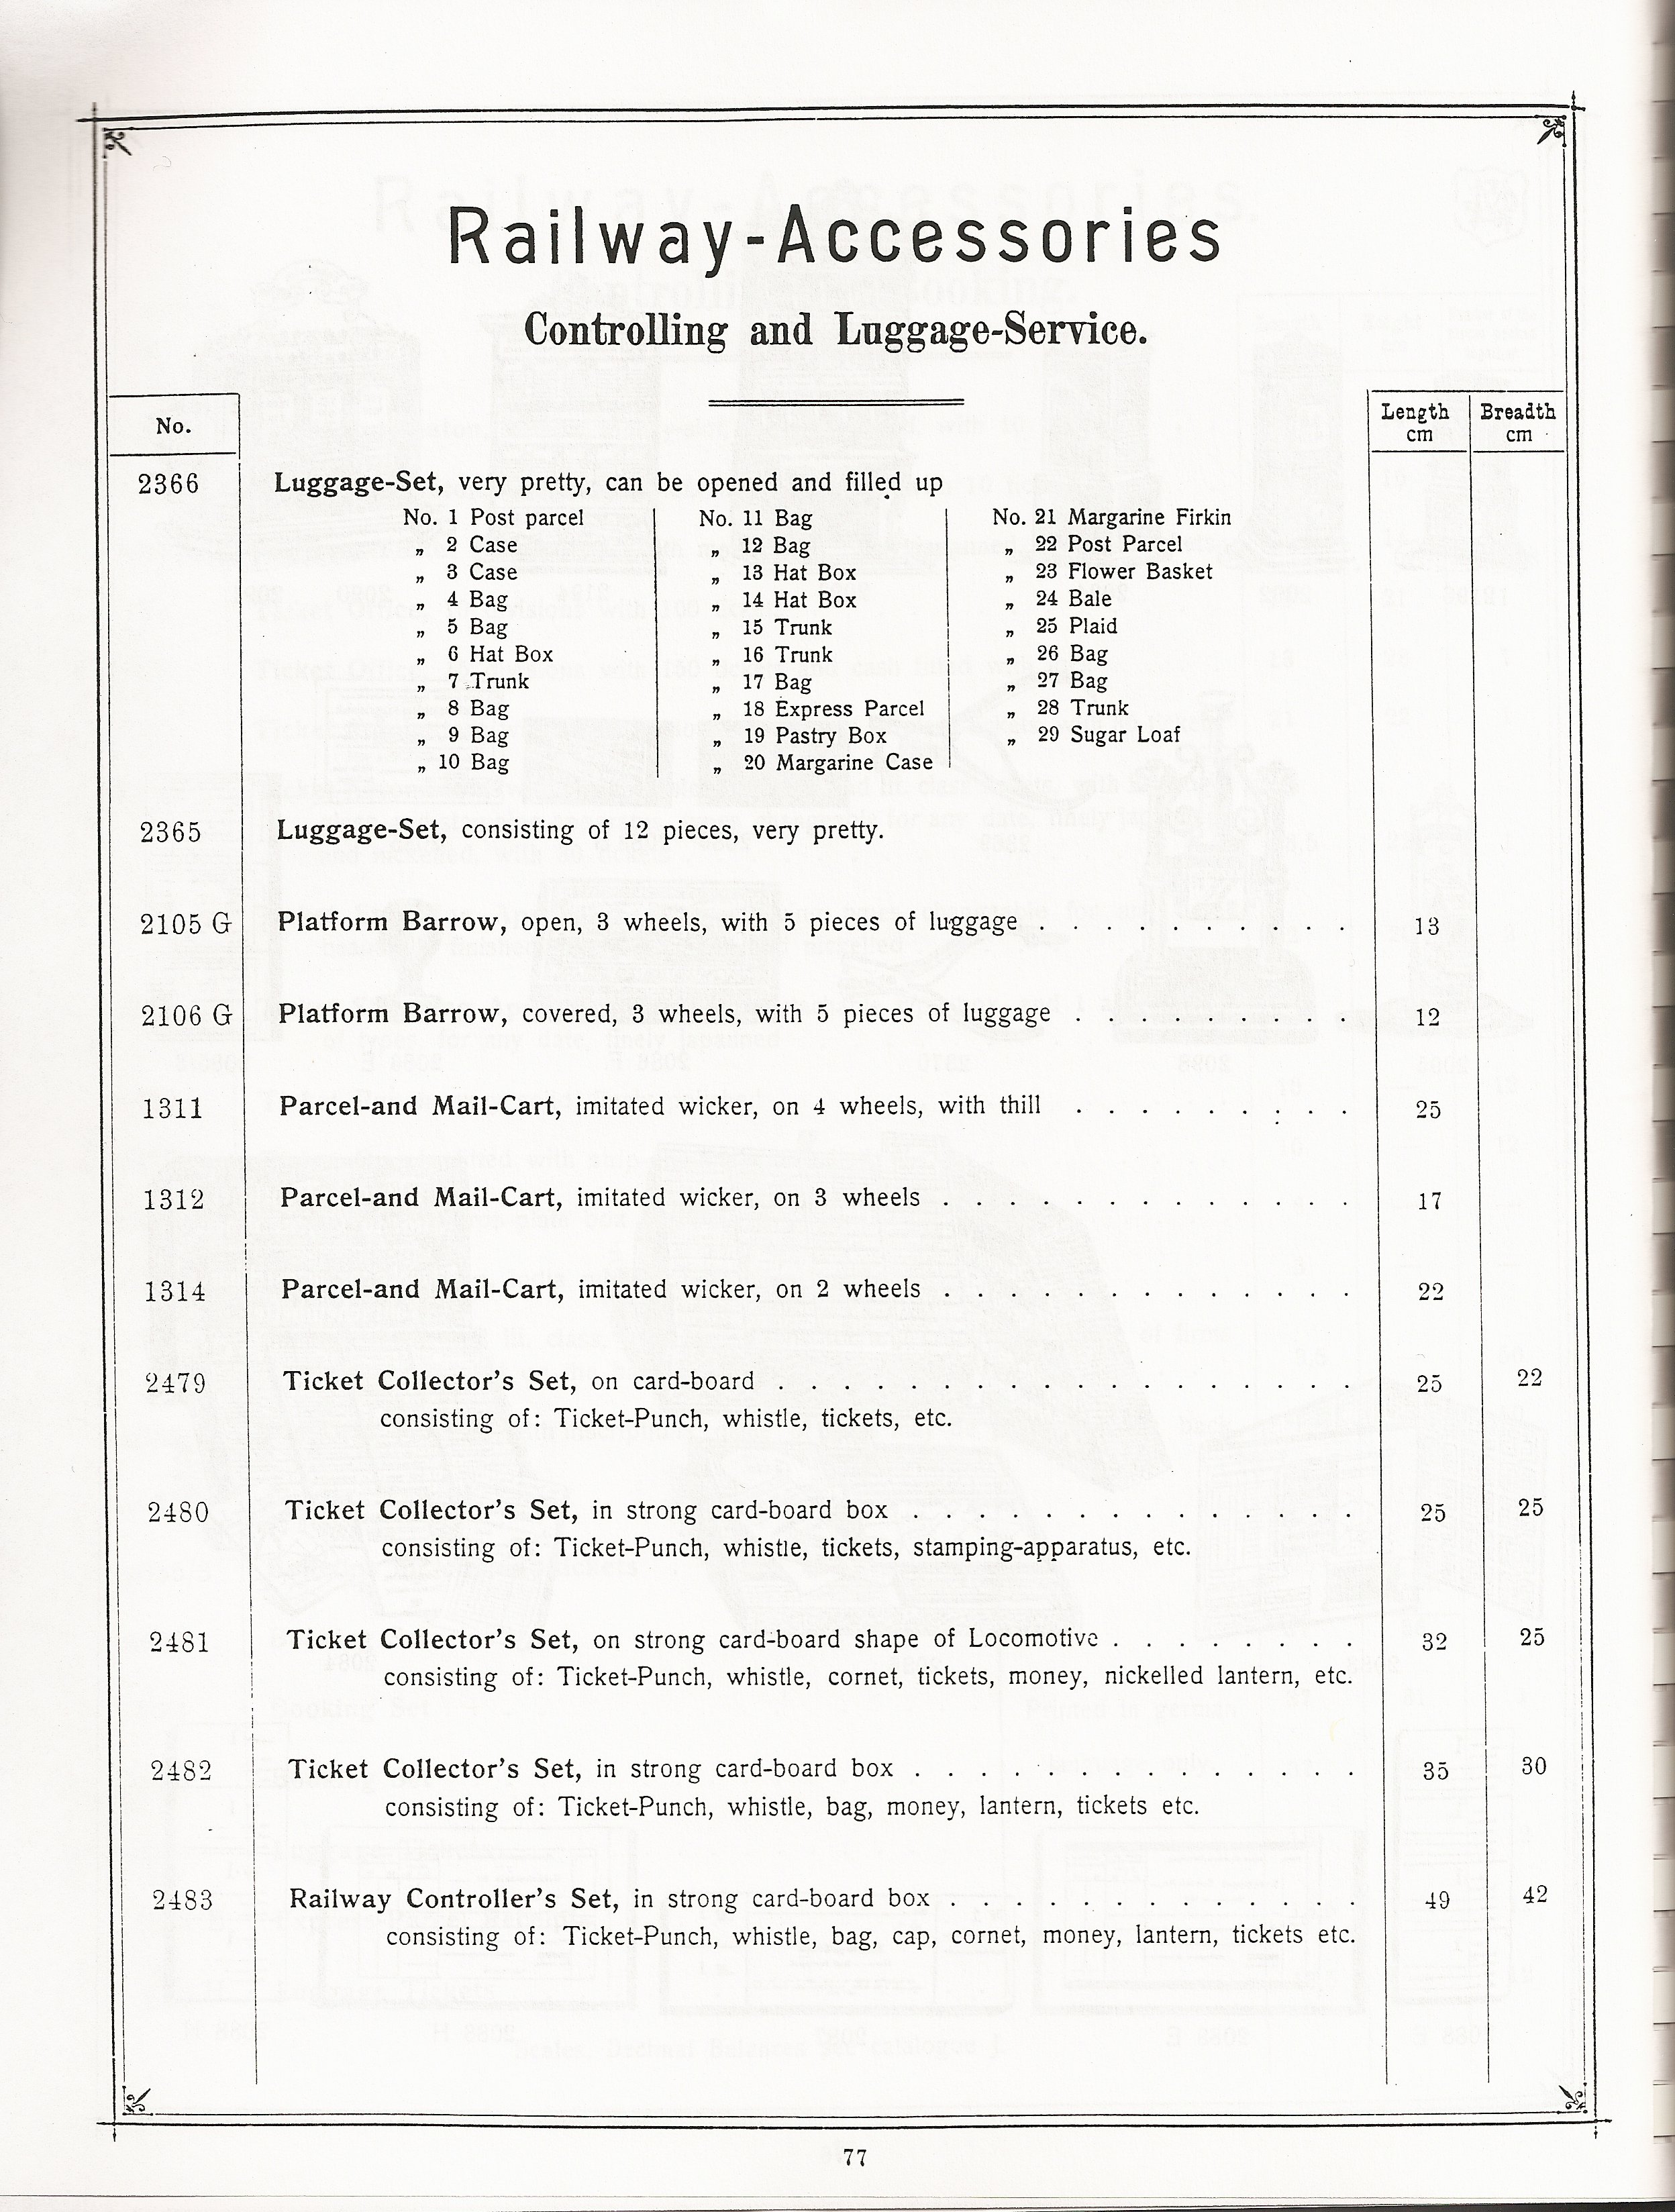 Railway-Accessories
Controlling and Luggage-Service.
No.
Length cm
Breadth cm
2366 Luggage-Set, very pretty, can be opened and filled up
No. 1 Post parcel
„ 2 Case
„ 3 Case
„ 4 Bag
„ 5 Bag
„ 6 Hat Box
„ 7 Trunk
„ 8 Bag
„ 9 Bag
„ 10 Bag
No. 11 Bag
„ 12 Bag
„ 13 Hat Box
„ 14 Hat Box
„ 15 Trunk
„ 16 Trunk
„ 17 Bag
„ 18 Express Parcel
„ 19 Pastry Box
„ 20 Margarine Case
No. 21 Margarine Firkin
„ 22 Post Parcel
„ 23 Flower Basket
„ 24 Bale
„ 25 Plaid
„ 26 Bag
„ 27 Bag
„ 28 Trunk
„ 29 Sugar Loaf
2365 Luggage-Set, consisting of 12 pieces, very pretty.
2105 G Platform Barrow, open, 3 wheels, with 5 pieces of luggage . . . . . . . . . . 13
2106 G Platform Barrow, covered, 3 wheels, with 5 pieces of luggage . . . . . . . . . 12
1311 Parcel-and Mail-Cart, imitated wicker, on 4 wheels, with thill . . . . . . . . . 25
1312 Parcel-and Mail-Cart, imitated wicker, on 3 wheels . . . . . . . . . . . . . 17
1314 Parcel-and Mail-Cart, imitated wicker, on 2 wheels . . . . . . . . . . . . . 22
2479 Ticket Collector's Set, on card-board . . . . . . . . . . . . . . . . . . 25 22
consisting of: Ticket-Punch, whistle, tickets, etc.
2480 Ticket Collector's Set, in strong card-board box . . . . . . . . . . . . . . 25 25
consisting of: Ticket-Punch, whistle, tickets, stamping-apparatus, etc.
2481 Ticket Collector's Set, on strong card-board shape of Locomotive . . . . . . . . 32 25
consisting of: Ticket-Punch, whistle, cornet, tickets, money, nickelled lantern, etc.
2482 Ticket Collector's Set, in strong card-board box . . . . . . . . . . . . . . 35 30
consisting of: Ticket-Punch, whistle, bag, money, lantern, tickets etc.
2483 Railway Controller's Set, in strong card-board box . . . . . . . . . . . . . 49 42
consisting of: Ticket-Punch, whistle, bag, cap, cornet, money, lantern, tickets etc.
77